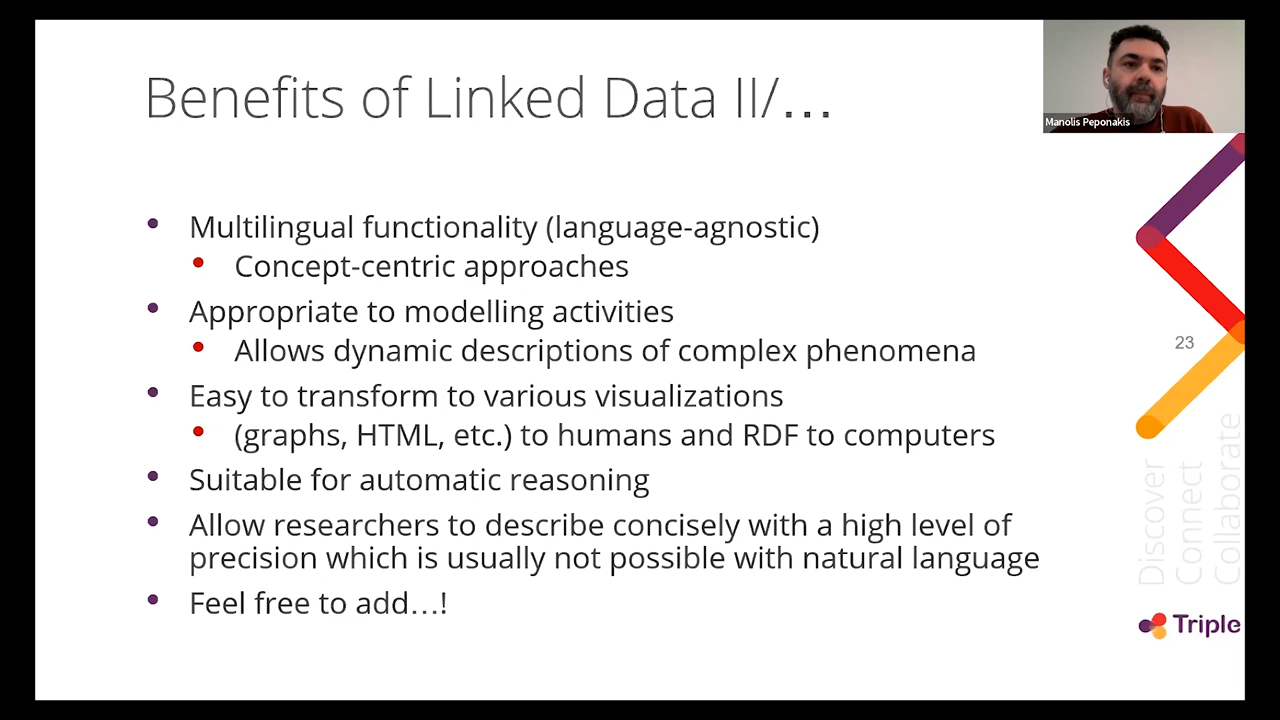 Benefits of Linked Data II/…
Manolis Peponakis
Multilingual functionality (language-agnostic)
Concept-centric approaches
Appropriate to modelling activities
Allows dynamic descriptions of complex phenomena
Easy to transform to various visualizations
(graphs, HTML, etc.) to humans and RDF to computers
Suitable for automatic reasoning
Allow researchers to describe concisely with a high level of
precision which is usually not possible with natural language
Feel free to add…!
23
Discover
Connect
Collaborate
Triple